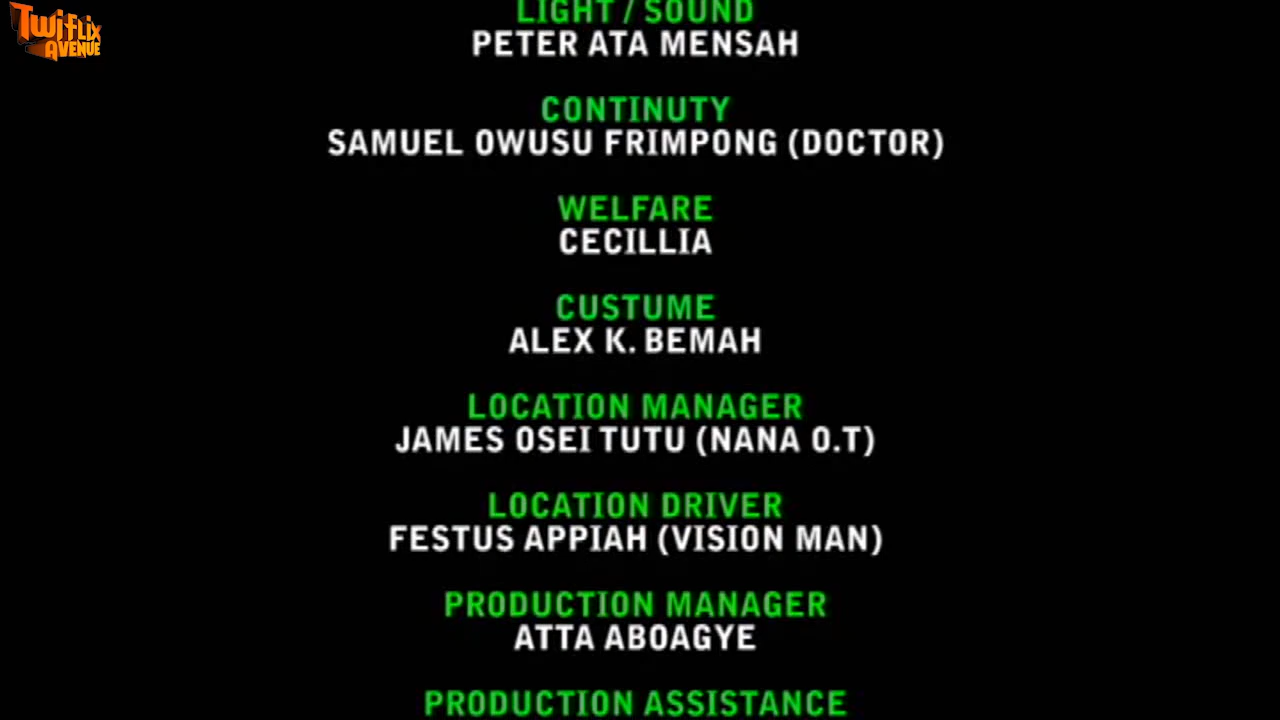 Twiflix
Avenue
LIGHT / SOUND
PETER ATA MENSAH
CONTINUTY
SAMUEL OWUSU FRIMPONG (DOCTOR)
WELFARE
CECILLIA
CUSTUME
ALEX K. BEMAH
LOCATION MANAGER
JAMES OSEI TUTU (NANA O.T)
LOCATION DRIVER
FESTUS APPIAH (VISION MAN)
PRODUCTION MANAGER
ATTA ABOAGYE
PRODUCTION ASSISTANCE